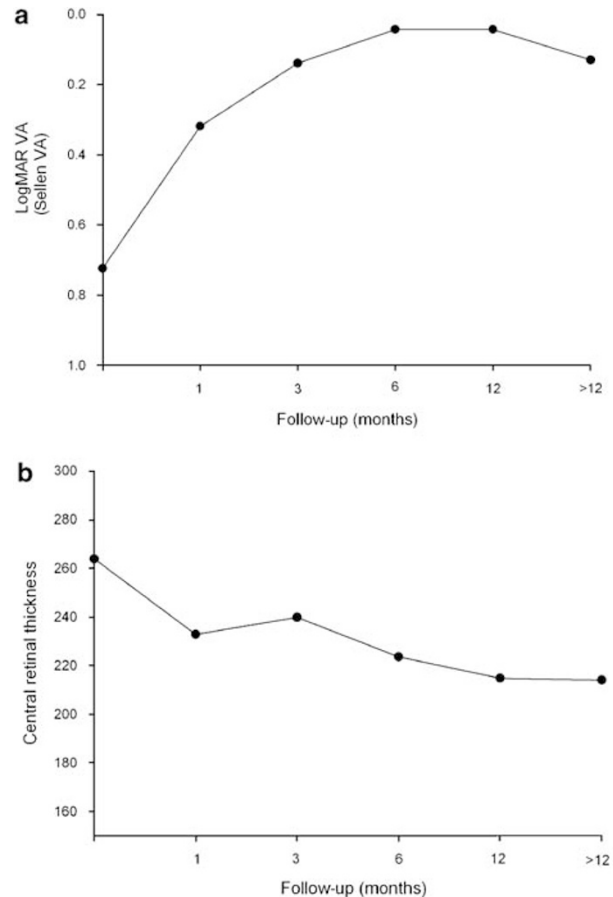 a
LogMAR VA
(Sellen VA)
0.0
0.2
0.4
0.6
0.8
1.0
1 3 6 12 >12
Follow-up (months)
b
Central retinal thickness
300
280
260
240
220
200
180
160
1 3 6 12 >12
Follow-up (months)